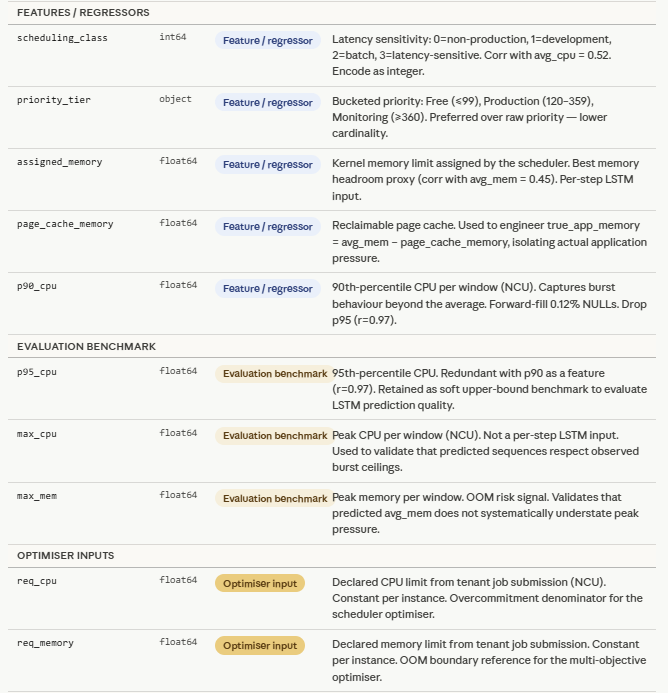 FEATURES / REGRESSORS
scheduling_class int64 Feature / regressor Latency sensitivity: 0=non-production, 1=development,
2=batch, 3=latency-sensitive. Corr with avg_cpu = 0.52.
Encode as integer.
priority_tier object Feature / regressor Bucketed priority: Free (≤99), Production (120–359),
Monitoring (≥360). Preferred over raw priority — lower
cardinality.
assigned_memory float64 Feature / regressor Kernel memory limit assigned by the scheduler. Best memory
headroom proxy (corr with avg_mem = 0.45). Per-step LSTM
input.
page_cache_memory float64 Feature / regressor Reclaimable page cache. Used to engineer true_app_memory
= avg_mem − page_cache_memory, isolating actual application
pressure.
p90_cpu float64 Feature / regressor 90th-percentile CPU per window (NCU). Captures burst
behaviour beyond the average. Forward-fill 0.12% NULLs. Drop
p95 (r=0.97).
EVALUATION BENCHMARK
p95_cpu float64 Evaluation benchmark 95th-percentile CPU. Redundant with p90 as a feature
(r=0.97). Retained as soft upper-bound benchmark to evaluate
LSTM prediction quality.
max_cpu float64 Evaluation benchmark Peak CPU per window (NCU). Not a per-step LSTM input.
Used to validate that predicted sequences respect observed
burst ceilings.
max_mem float64 Evaluation benchmark Peak memory per window. OOM risk signal. Validates that
predicted avg_mem does not systematically understate peak
pressure.
OPTIMISER INPUTS
req_cpu float64 Optimiser input Declared CPU limit from tenant job submission (NCU).
Constant per instance. Overcommitment denominator for the
scheduler optimiser.
req_memory float64 Optimiser input Declared memory limit from tenant job submission. Constant
per instance. OOM boundary reference for the multi-objective
optimiser.